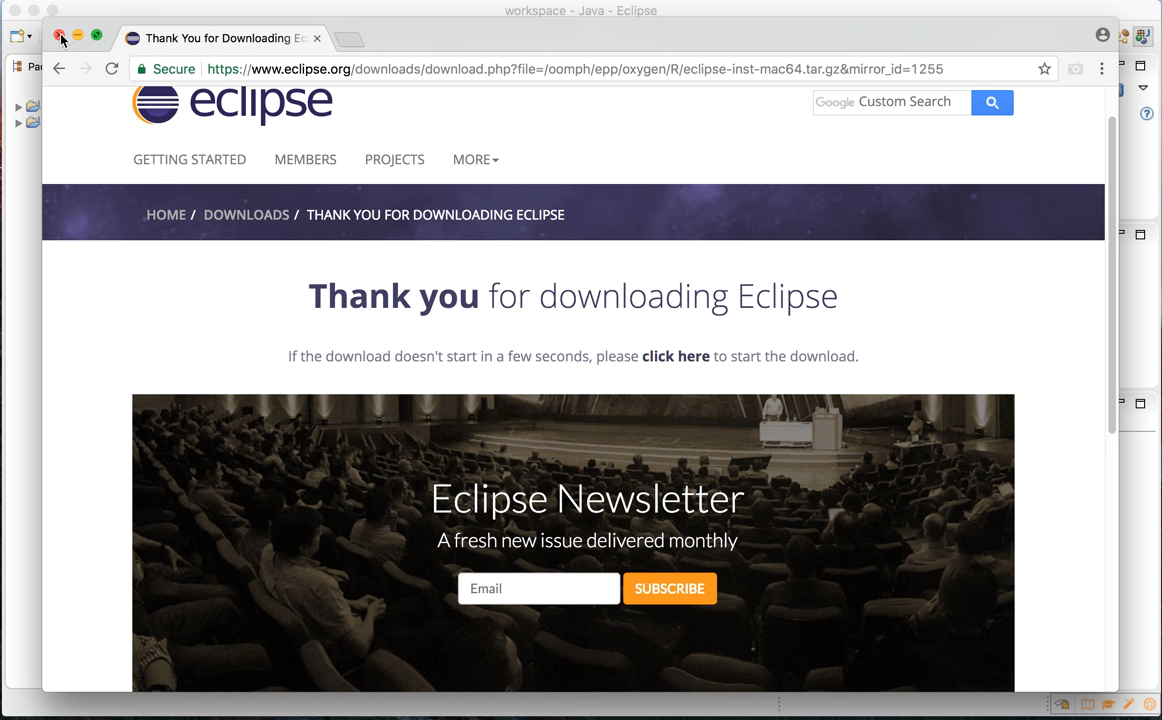 workspace - Java - Eclipse
Thank You for Downloading Ec
Pac
Secure https://www.eclipse.org/downloads/download.php?file=/oomph/epp/oxygen/R/eclipse-inst-mac64.tar.gz&mirror_id=1255
eclipse
Google Custom Search
GETTING STARTED MEMBERS PROJECTS MORE
HOME / DOWNLOADS / THANK YOU FOR DOWNLOADING ECLIPSE
Thank you for downloading Eclipse
If the download doesn't start in a few seconds, please click here to start the download.
Eclipse Newsletter
A fresh new issue delivered monthly
Email SUBSCRIBE